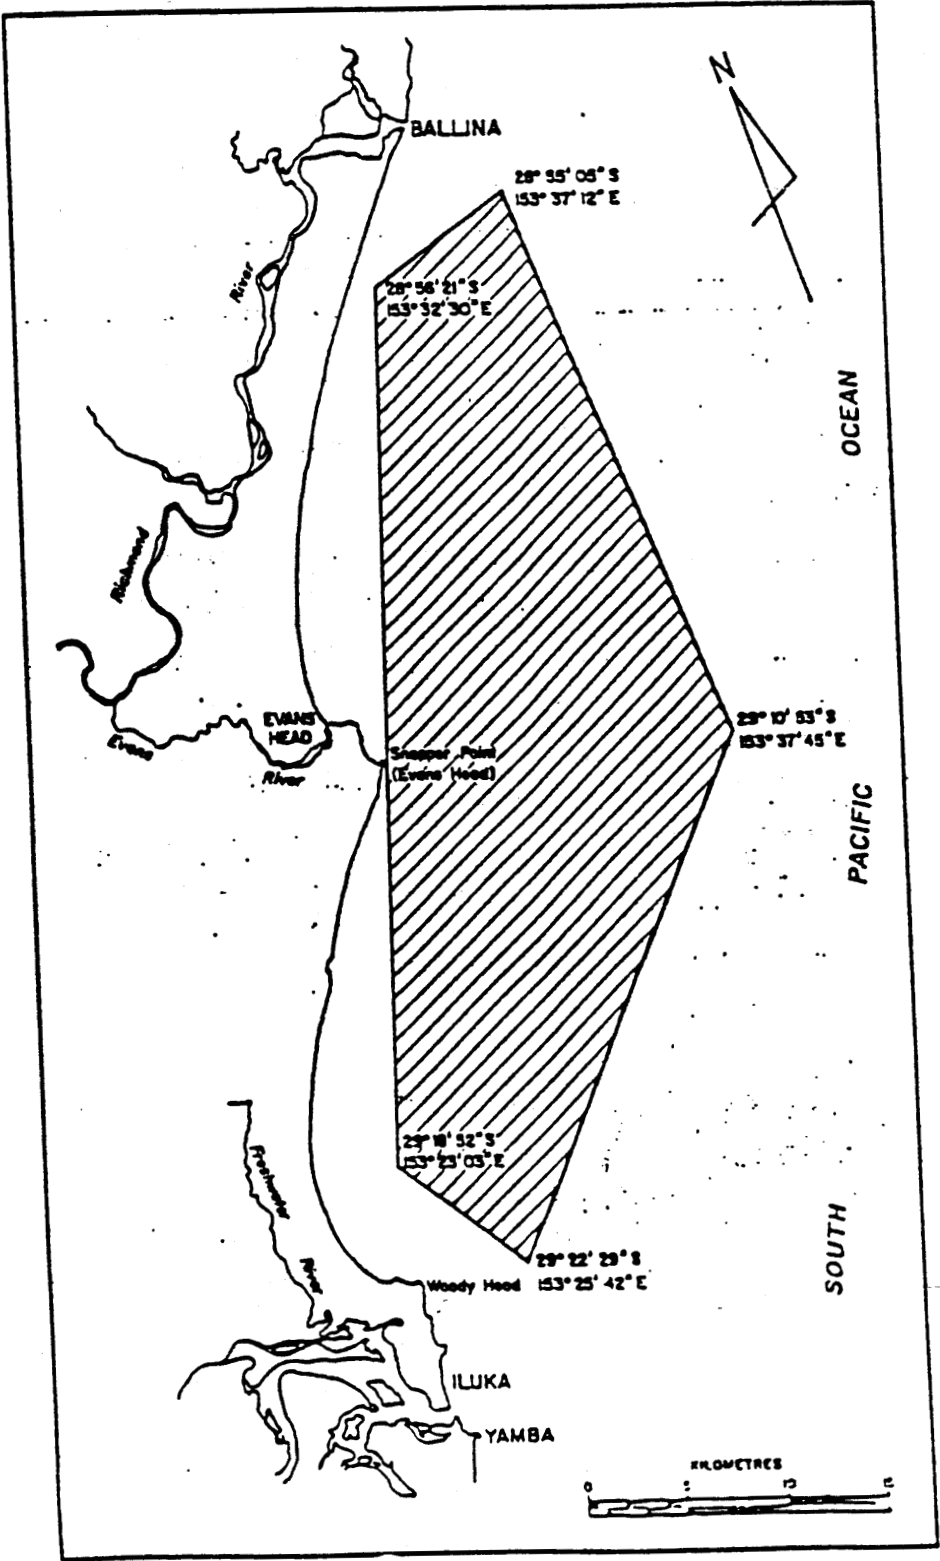 N
BALLINA
28° 55' 05" S
153° 37' 12" E
River
28° 56' 21" S
153° 32' 30" E
OCEAN
Richmond
EVANS
HEAD
Evans
River
Snapper Point
(Evans Head)
29° 10' 53" S
153° 37' 45" E
PACIFIC
29° 18' 52" S
153° 23' 03" E
Freshwater
River
SOUTH
29° 22' 29" S
Woody Head 153° 25' 42" E
ILUKA
YAMBA
KILOMETRES
0